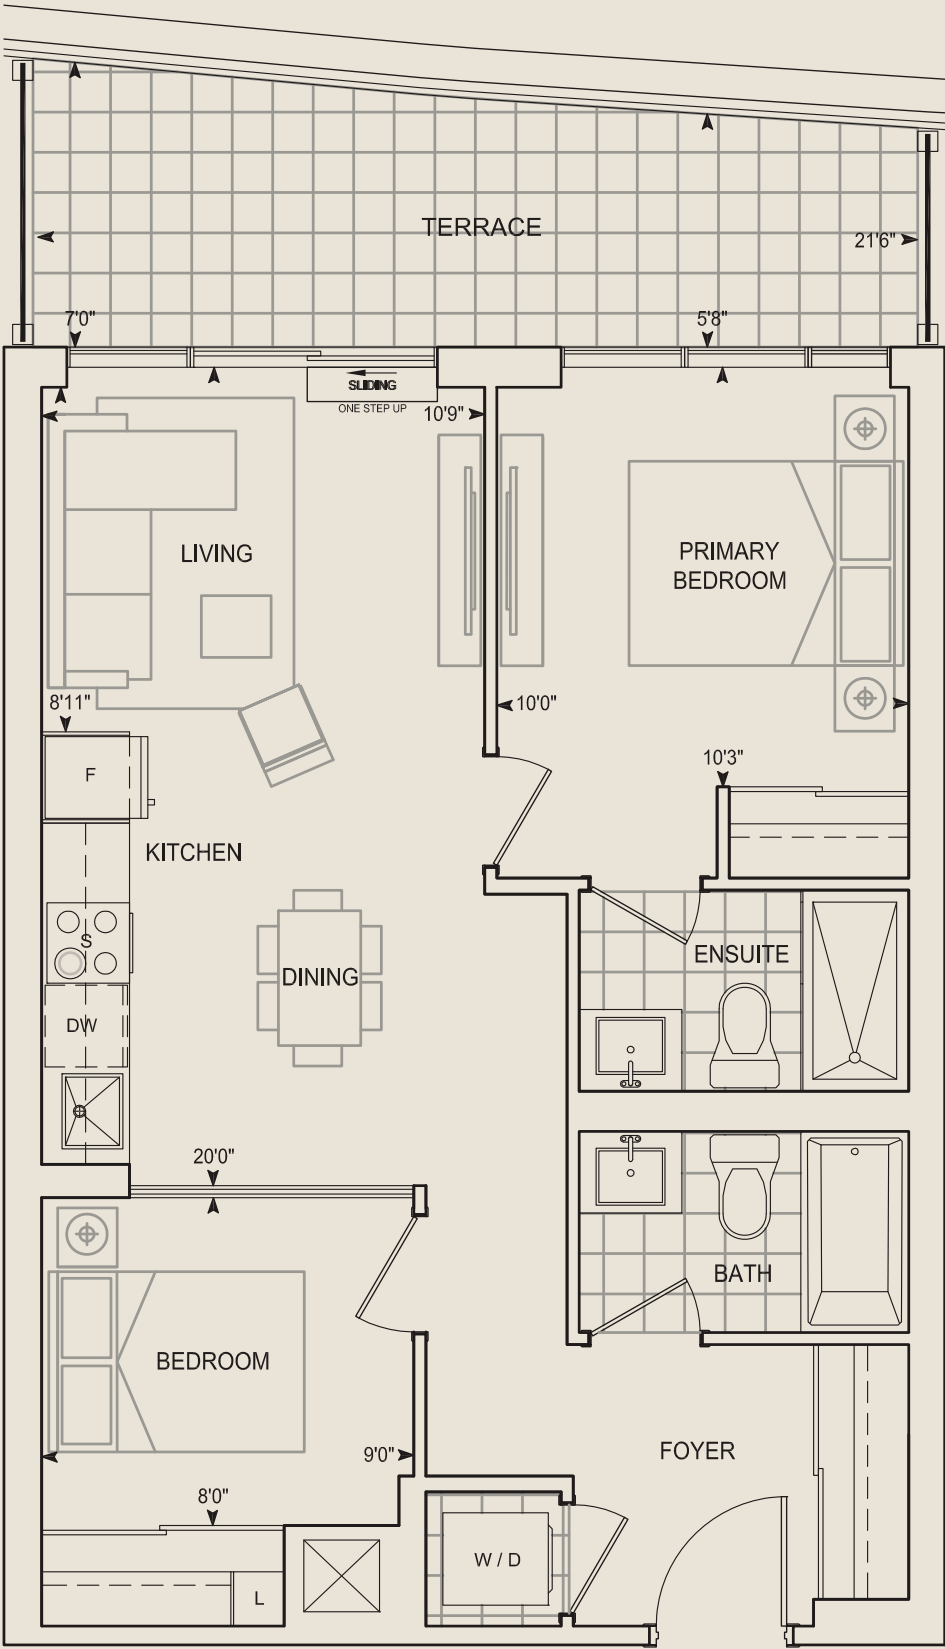 TERRACE
21'6"
7'0"
5'8"
SLIDING
ONE STEP UP
10'9"
LIVING
PRIMARY
BEDROOM
8'11"
10'0"
F
10'3"
KITCHEN
S
ENSUITE
DINING
DW
20'0"
BATH
BEDROOM
9'0"
FOYER
8'0"
W / D
L